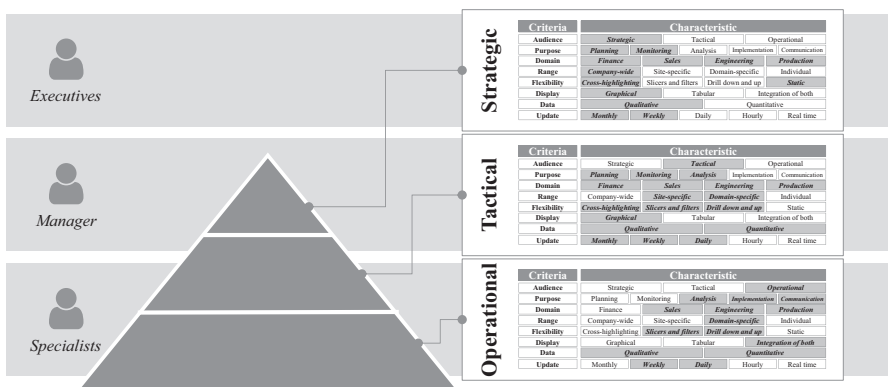 Executives
Manager
Specialists
Strategic
Criteria Characteristic
Audience Strategic Tactical Operational
Purpose Planning Monitoring Analysis Implementation Communication
Domain Finance Sales Engineering Production
Range Company-wide Site-specific Domain-specific Individual
Flexibility Cross-highlighting Slicers and filters Drill down and up Static
Display Graphical Tabular Integration of both
Data Qualitative Quantitative
Update Monthly Weekly Daily Hourly Real time
Tactical
Criteria Characteristic
Audience Strategic Tactical Operational
Purpose Planning Monitoring Analysis Implementation Communication
Domain Finance Sales Engineering Production
Range Company-wide Site-specific Domain-specific Individual
Flexibility Cross-highlighting Slicers and filters Drill down and up Static
Display Graphical Tabular Integration of both
Data Qualitative Quantitative
Update Monthly Weekly Daily Hourly Real time
Operational
Criteria Characteristic
Audience Strategic Tactical Operational
Purpose Planning Monitoring Analysis Implementation Communication
Domain Finance Sales Engineering Production
Range Company-wide Site-specific Domain-specific Individual
Flexibility Cross-highlighting Slicers and filters Drill down and up Static
Display Graphical Tabular Integration of both
Data Qualitative Quantitative
Update Monthly Weekly Daily Hourly Real time